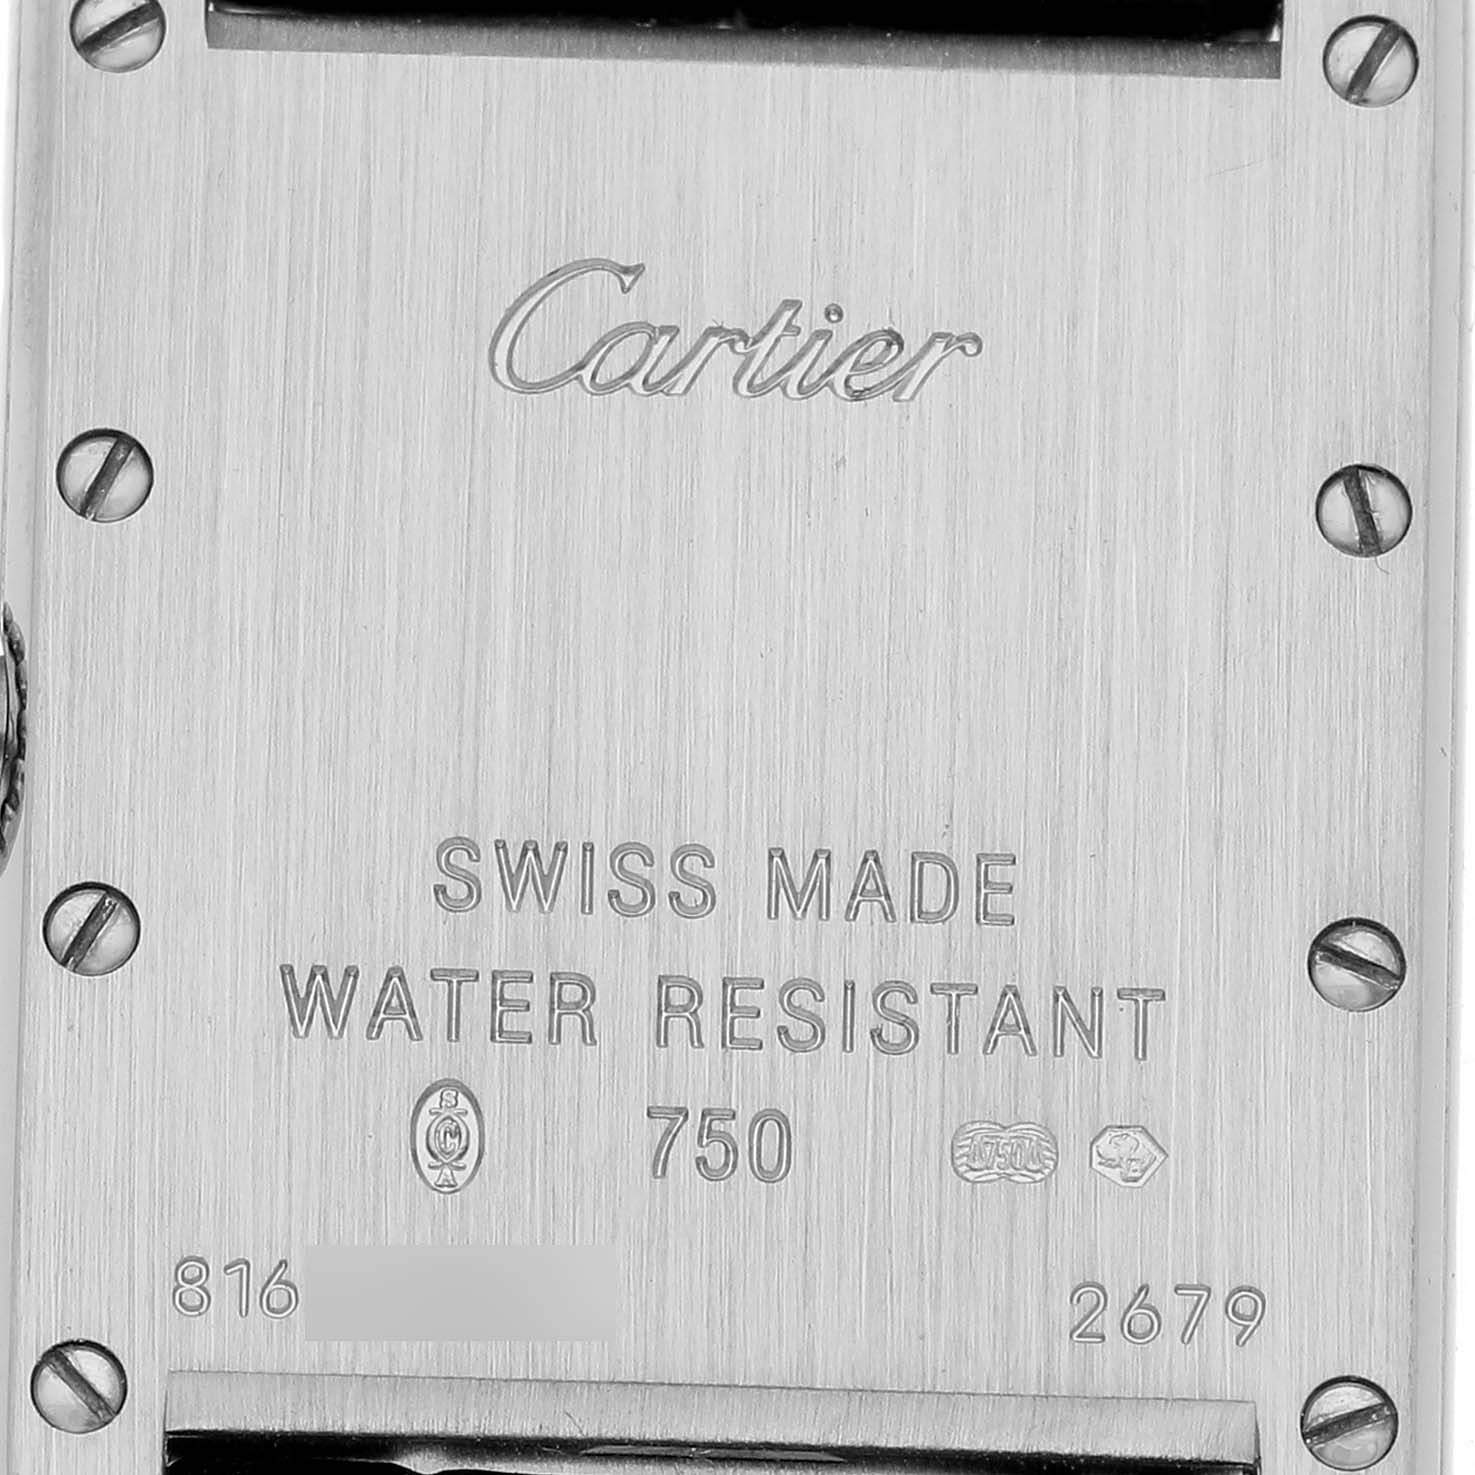 Cartier
SWISS MADE
WATER RESISTANT
S C A 750
816 2679